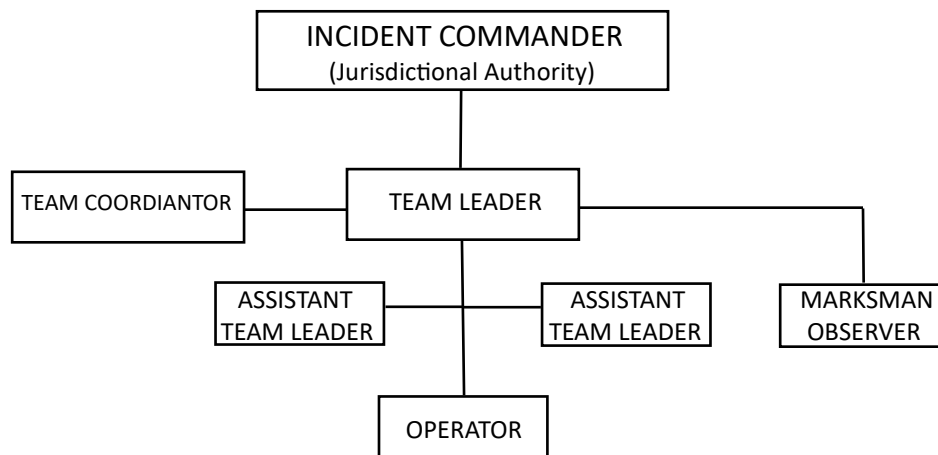 INCIDENT COMMANDER
(Jurisdictional Authority)
TEAM COORDIANTOR
TEAM LEADER
ASSISTANT
TEAM LEADER
ASSISTANT
TEAM LEADER
MARKSMAN
OBSERVER
OPERATOR